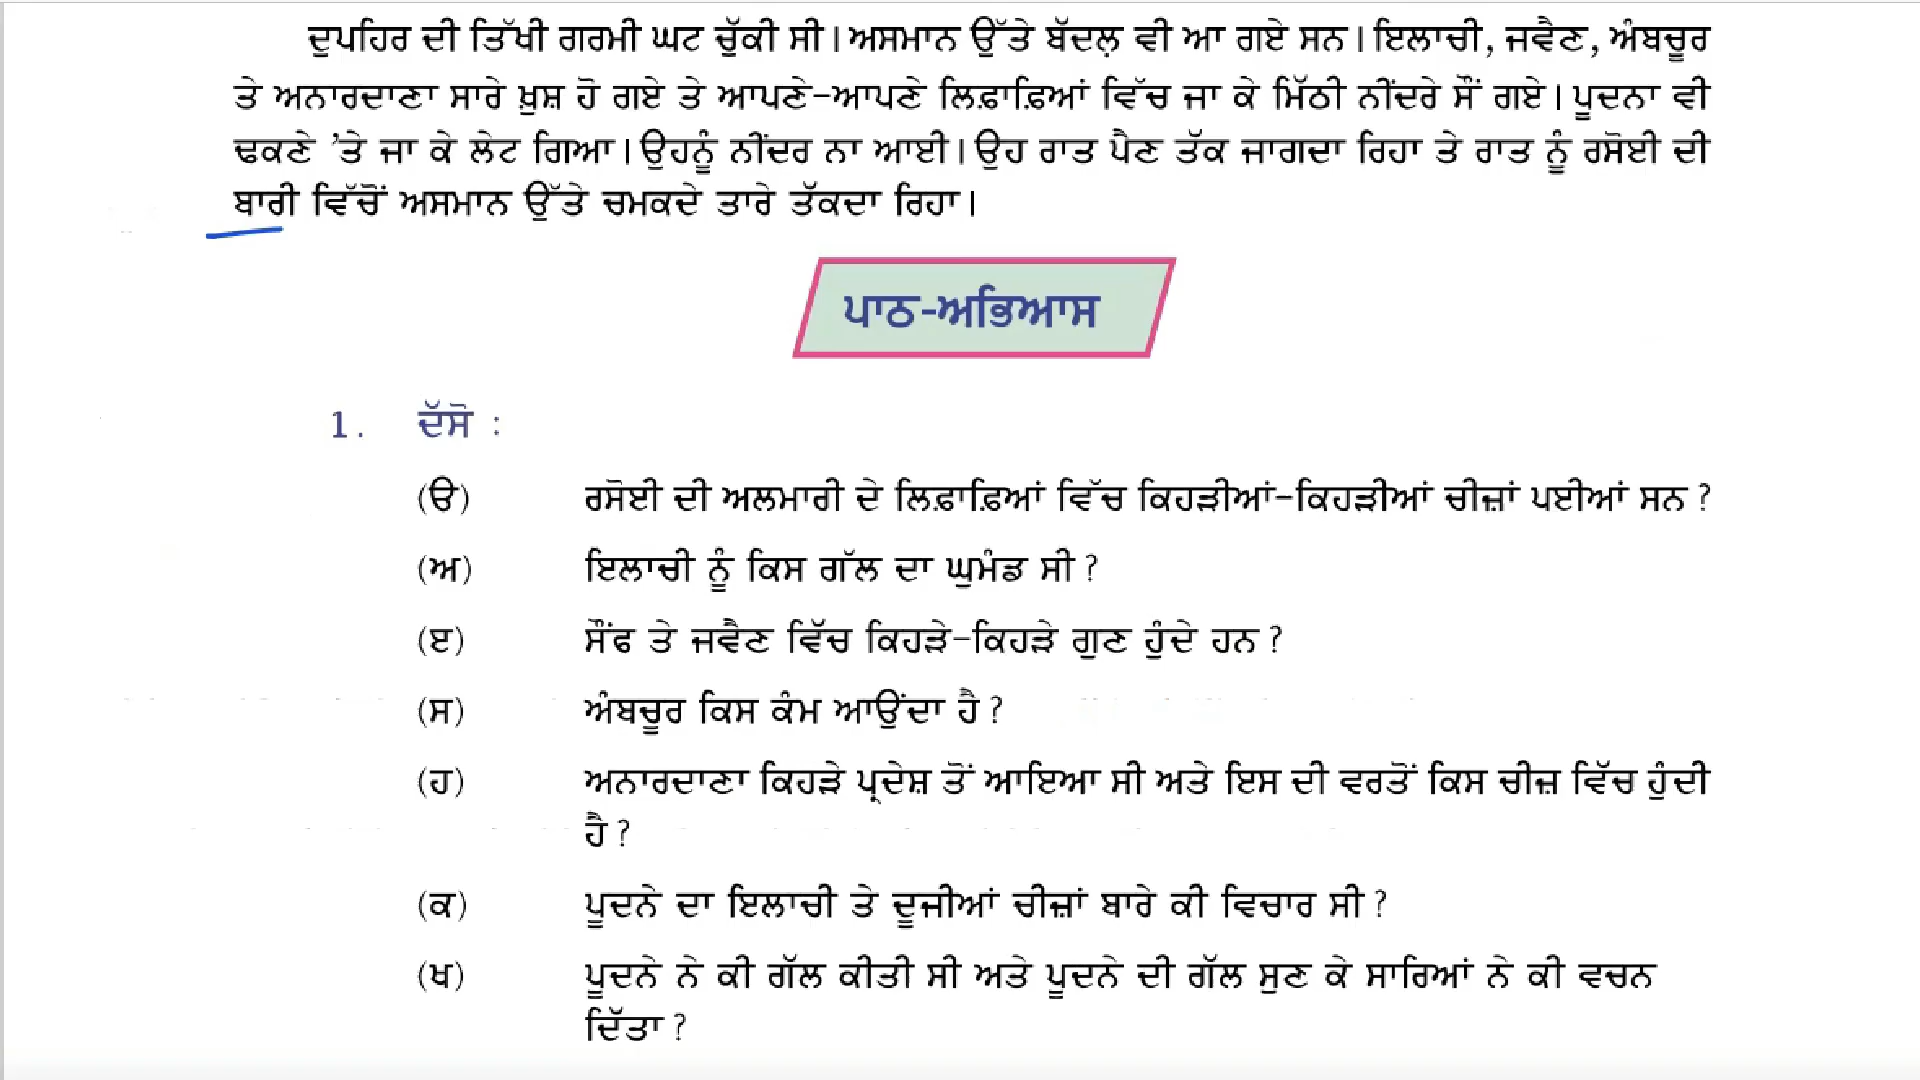 ਦੁਪਹਿਰ ਦੀ ਤਿੱਖੀ ਗਰਮੀ ਘਟ ਚੁੱਕੀ ਸੀ। ਅਸਮਾਨ ਉੱਤੇ ਬੱਦਲ਼ ਵੀ ਆ ਗਏ ਸਨ। ਇਲਾਚੀ, ਜਵੈਣ, ਅੰਬਚੂਰ
ਤੇ ਅਨਾਰਦਾਣਾ ਸਾਰੇ ਖ਼ੁਸ਼ ਹੋ ਗਏ ਤੇ ਆਪਣੇ-ਆਪਣੇ ਲਿਫ਼ਾਫ਼ਿਆਂ ਵਿੱਚ ਜਾ ਕੇ ਮਿੱਠੀ ਨੀਂਦਰੇ ਸੌਂ ਗਏ। ਪੂਦਨਾ ਵੀ
ਢਕਣੇ ’ਤੇ ਜਾ ਕੇ ਲੇਟ ਗਿਆ। ਉਹਨੂੰ ਨੀਂਦਰ ਨਾ ਆਈ। ਉਹ ਰਾਤ ਪੈਣ ਤੱਕ ਜਾਗਦਾ ਰਿਹਾ ਤੇ ਰਾਤ ਨੂੰ ਰਸੋਈ ਦੀ
ਬਾਰੀ ਵਿੱਚੋਂ ਅਸਮਾਨ ਉੱਤੇ ਚਮਕਦੇ ਤਾਰੇ ਤੱਕਦਾ ਰਿਹਾ।
ਪਾਠ-ਅਭਿਆਸ
1. ਦੱਸੋ :
(ੳ) ਰਸੋਈ ਦੀ ਅਲਮਾਰੀ ਦੇ ਲਿਫ਼ਾਫ਼ਿਆਂ ਵਿੱਚ ਕਿਹੜੀਆਂ-ਕਿਹੜੀਆਂ ਚੀਜ਼ਾਂ ਪਈਆਂ ਸਨ ?
(ਅ) ਇਲਾਚੀ ਨੂੰ ਕਿਸ ਗੱਲ ਦਾ ਘੁਮੰਡ ਸੀ ?
(ੲ) ਸੌਂਫ ਤੇ ਜਵੈਣ ਵਿੱਚ ਕਿਹੜੇ-ਕਿਹੜੇ ਗੁਣ ਹੁੰਦੇ ਹਨ ?
(ਸ) ਅੰਬਚੂਰ ਕਿਸ ਕੰਮ ਆਉਂਦਾ ਹੈ ?
(ਹ) ਅਨਾਰਦਾਣਾ ਕਿਹੜੇ ਪ੍ਰਦੇਸ਼ ਤੋਂ ਆਇਆ ਸੀ ਅਤੇ ਇਸ ਦੀ ਵਰਤੋਂ ਕਿਸ ਚੀਜ਼ ਵਿੱਚ ਹੁੰਦੀ
ਹੈ ?
(ਕ) ਪੂਦਨੇ ਦਾ ਇਲਾਚੀ ਤੇ ਦੂਜੀਆਂ ਚੀਜ਼ਾਂ ਬਾਰੇ ਕੀ ਵਿਚਾਰ ਸੀ ?
(ਖ) ਪੂਦਨੇ ਨੇ ਕੀ ਗੱਲ ਕੀਤੀ ਸੀ ਅਤੇ ਪੂਦਨੇ ਦੀ ਗੱਲ ਸੁਣ ਕੇ ਸਾਰਿਆਂ ਨੇ ਕੀ ਵਚਨ
ਦਿੱਤਾ ?